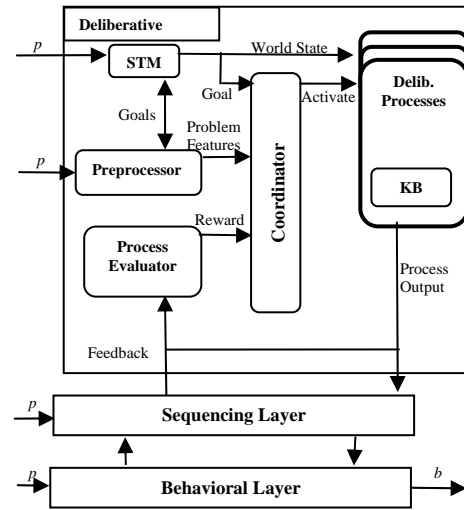 Deliberative
p
STM
World State
Goal
Activate
Delib.
Processes
Goals
Problem
Features
p
Preprocessor
Coordinator
KB
Reward
Process
Evaluator
Process
Output
Feedback
p
Sequencing Layer
p
Behavioral Layer
b